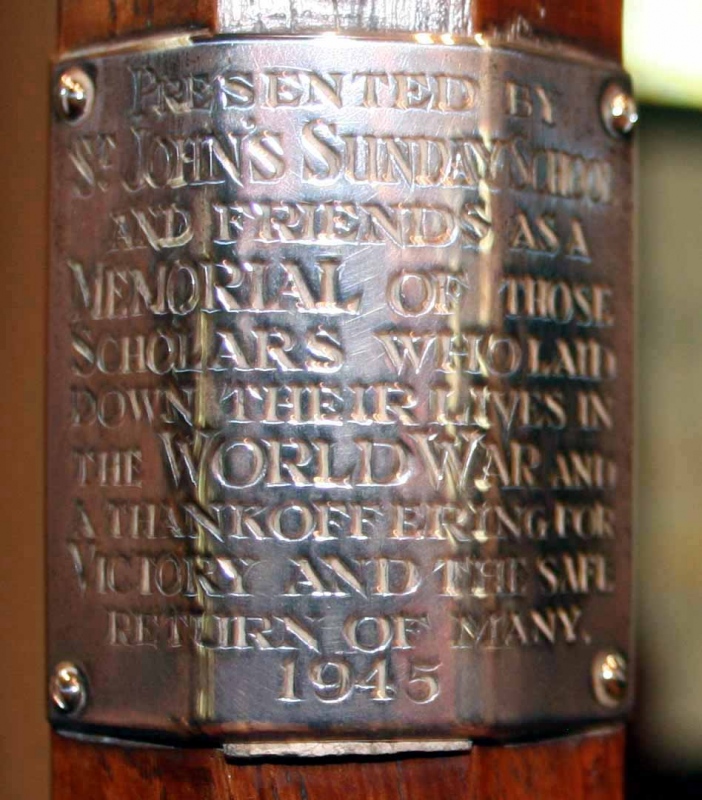 PRESENTED BY
ST JOHN'S SUNDAY SCHOOL
AND FRIENDS AS A
MEMORIAL OF THOSE
SCHOLARS WHO LAID
DOWN THEIR LIVES IN
THE WORLD WAR AND
A THANKOFFERING FOR
VICTORY AND THE SAFE
RETURN OF MANY.
1945